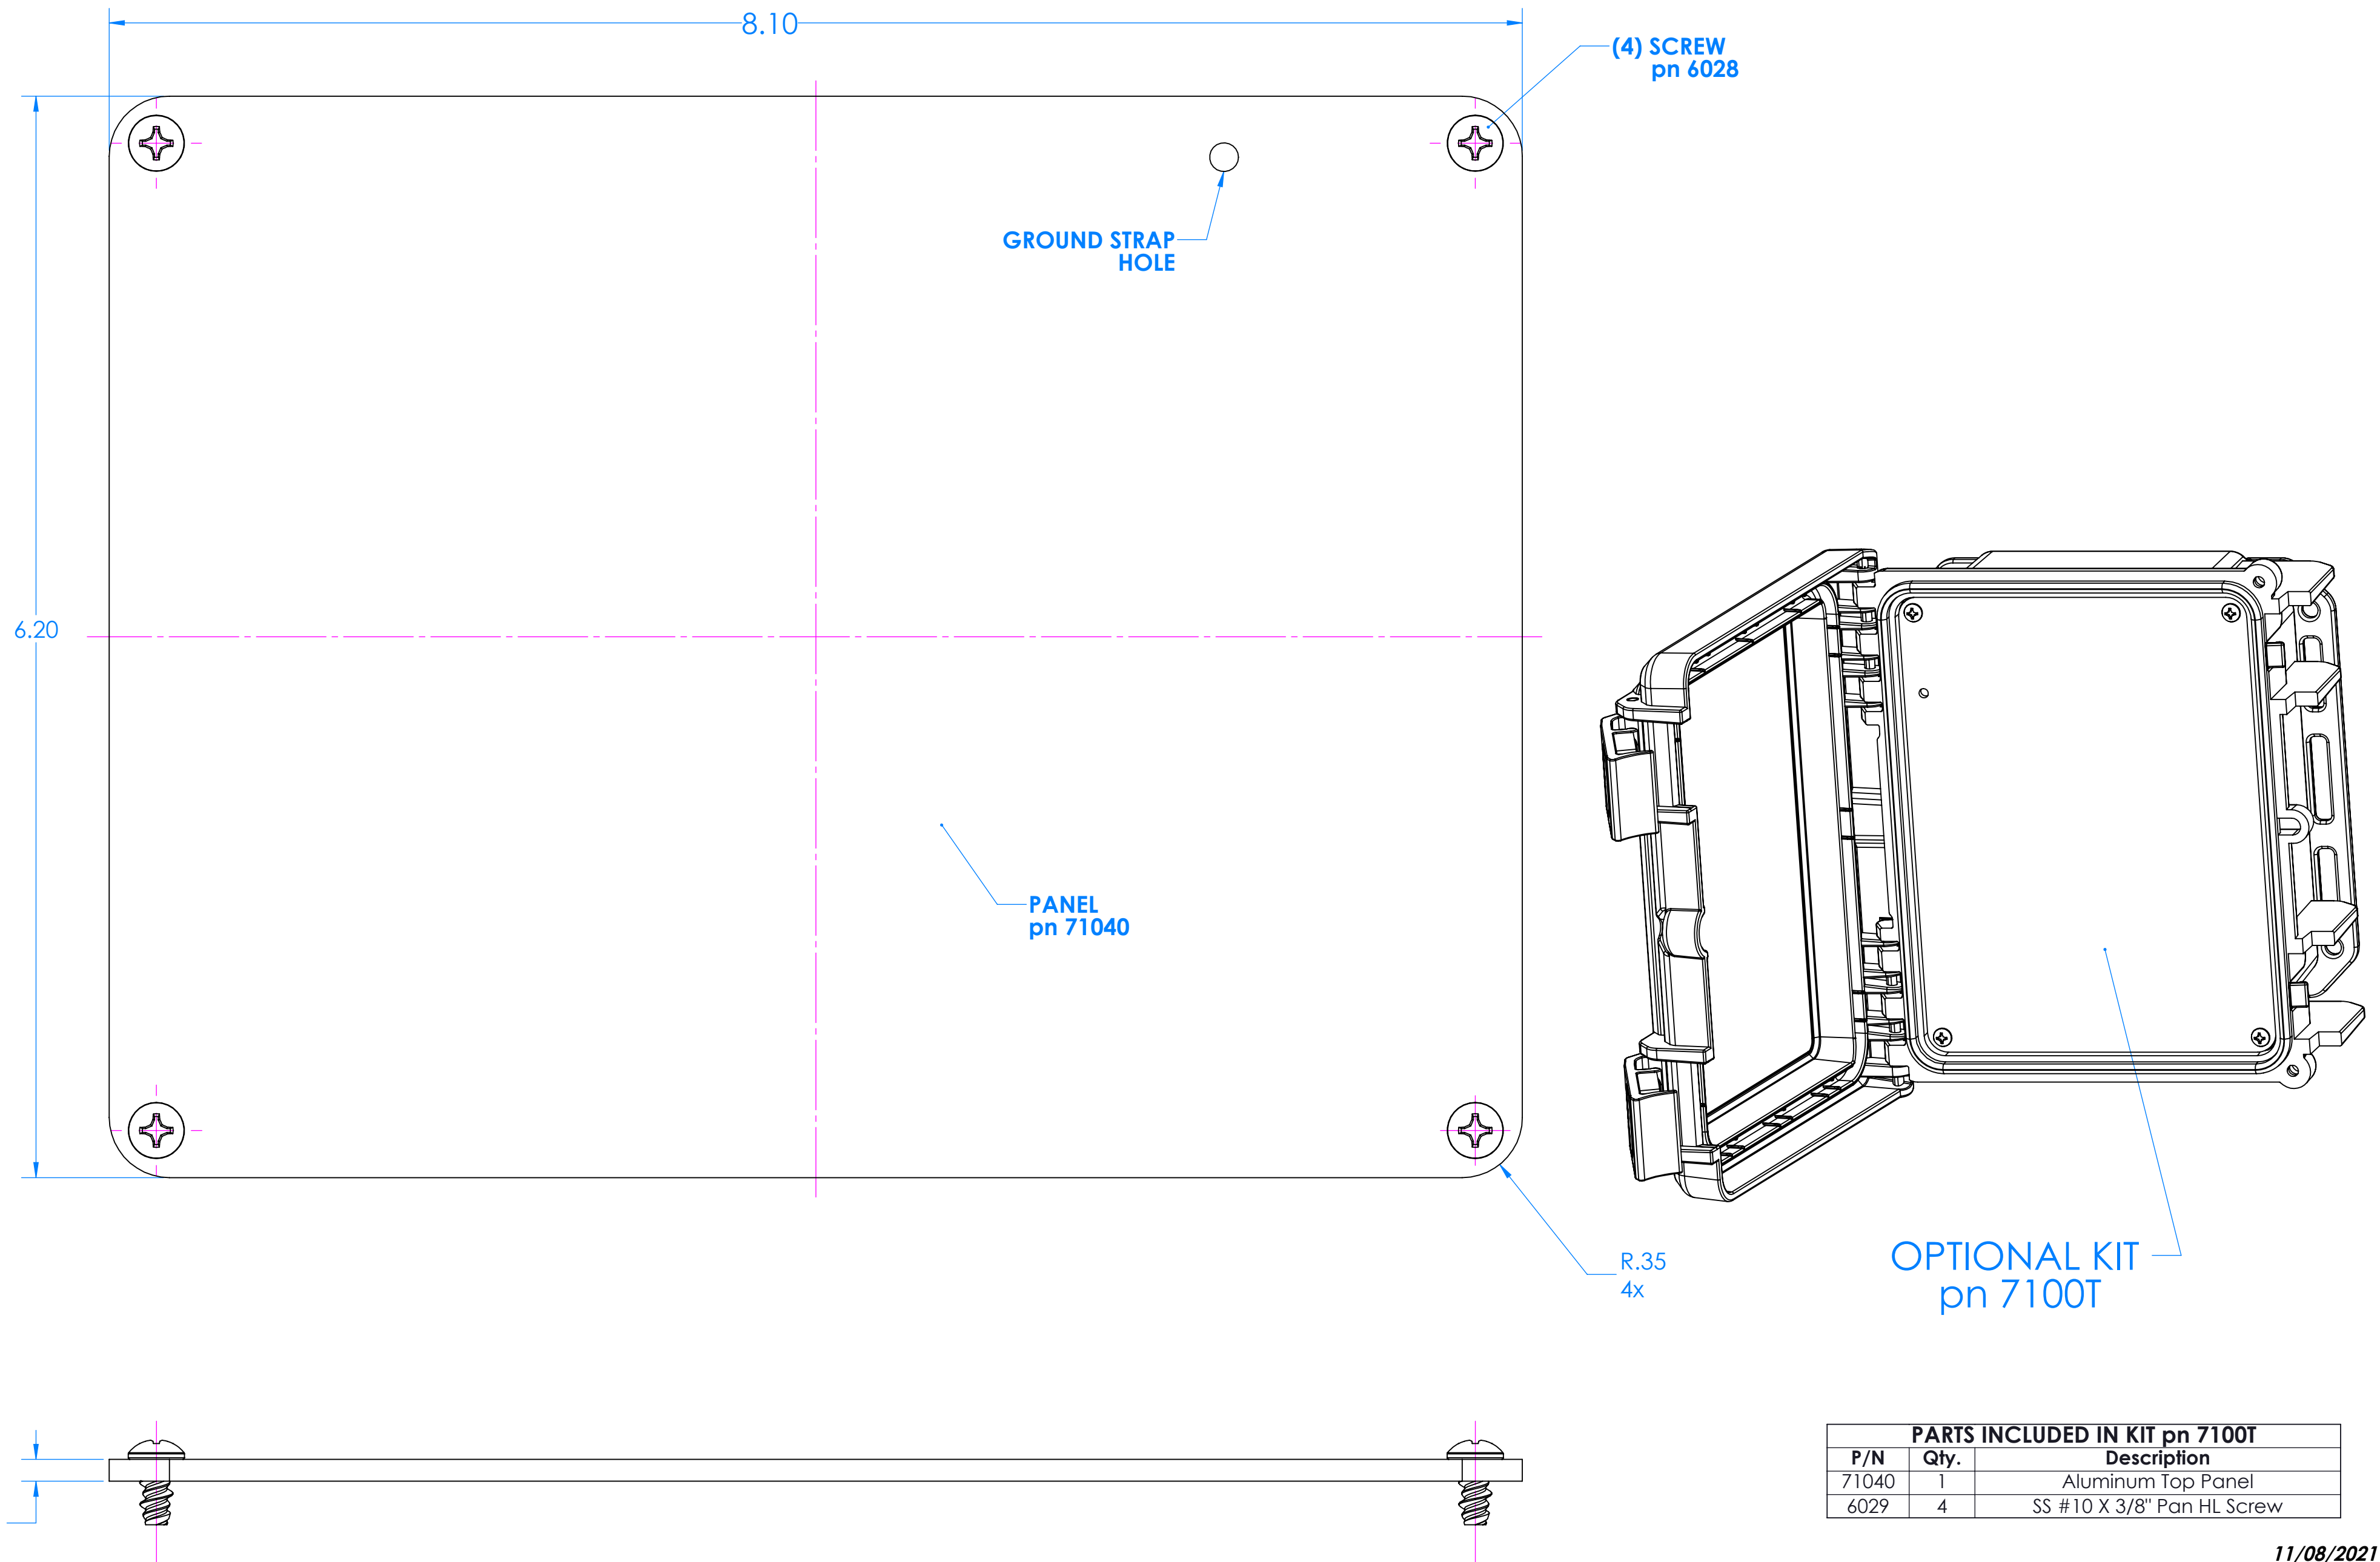 8.10
(4) SCREW
pn 6028
GROUND STRAP
HOLE
6.20
PANEL
pn 71040
R.35
4x
OPTIONAL KIT
pn 7100T
PARTS INCLUDED IN KIT pn 7100T
P/N Qty. Description
71040 1 Aluminum Top Panel
6029 4 SS #10 X 3/8" Pan HL Screw
11/08/2021